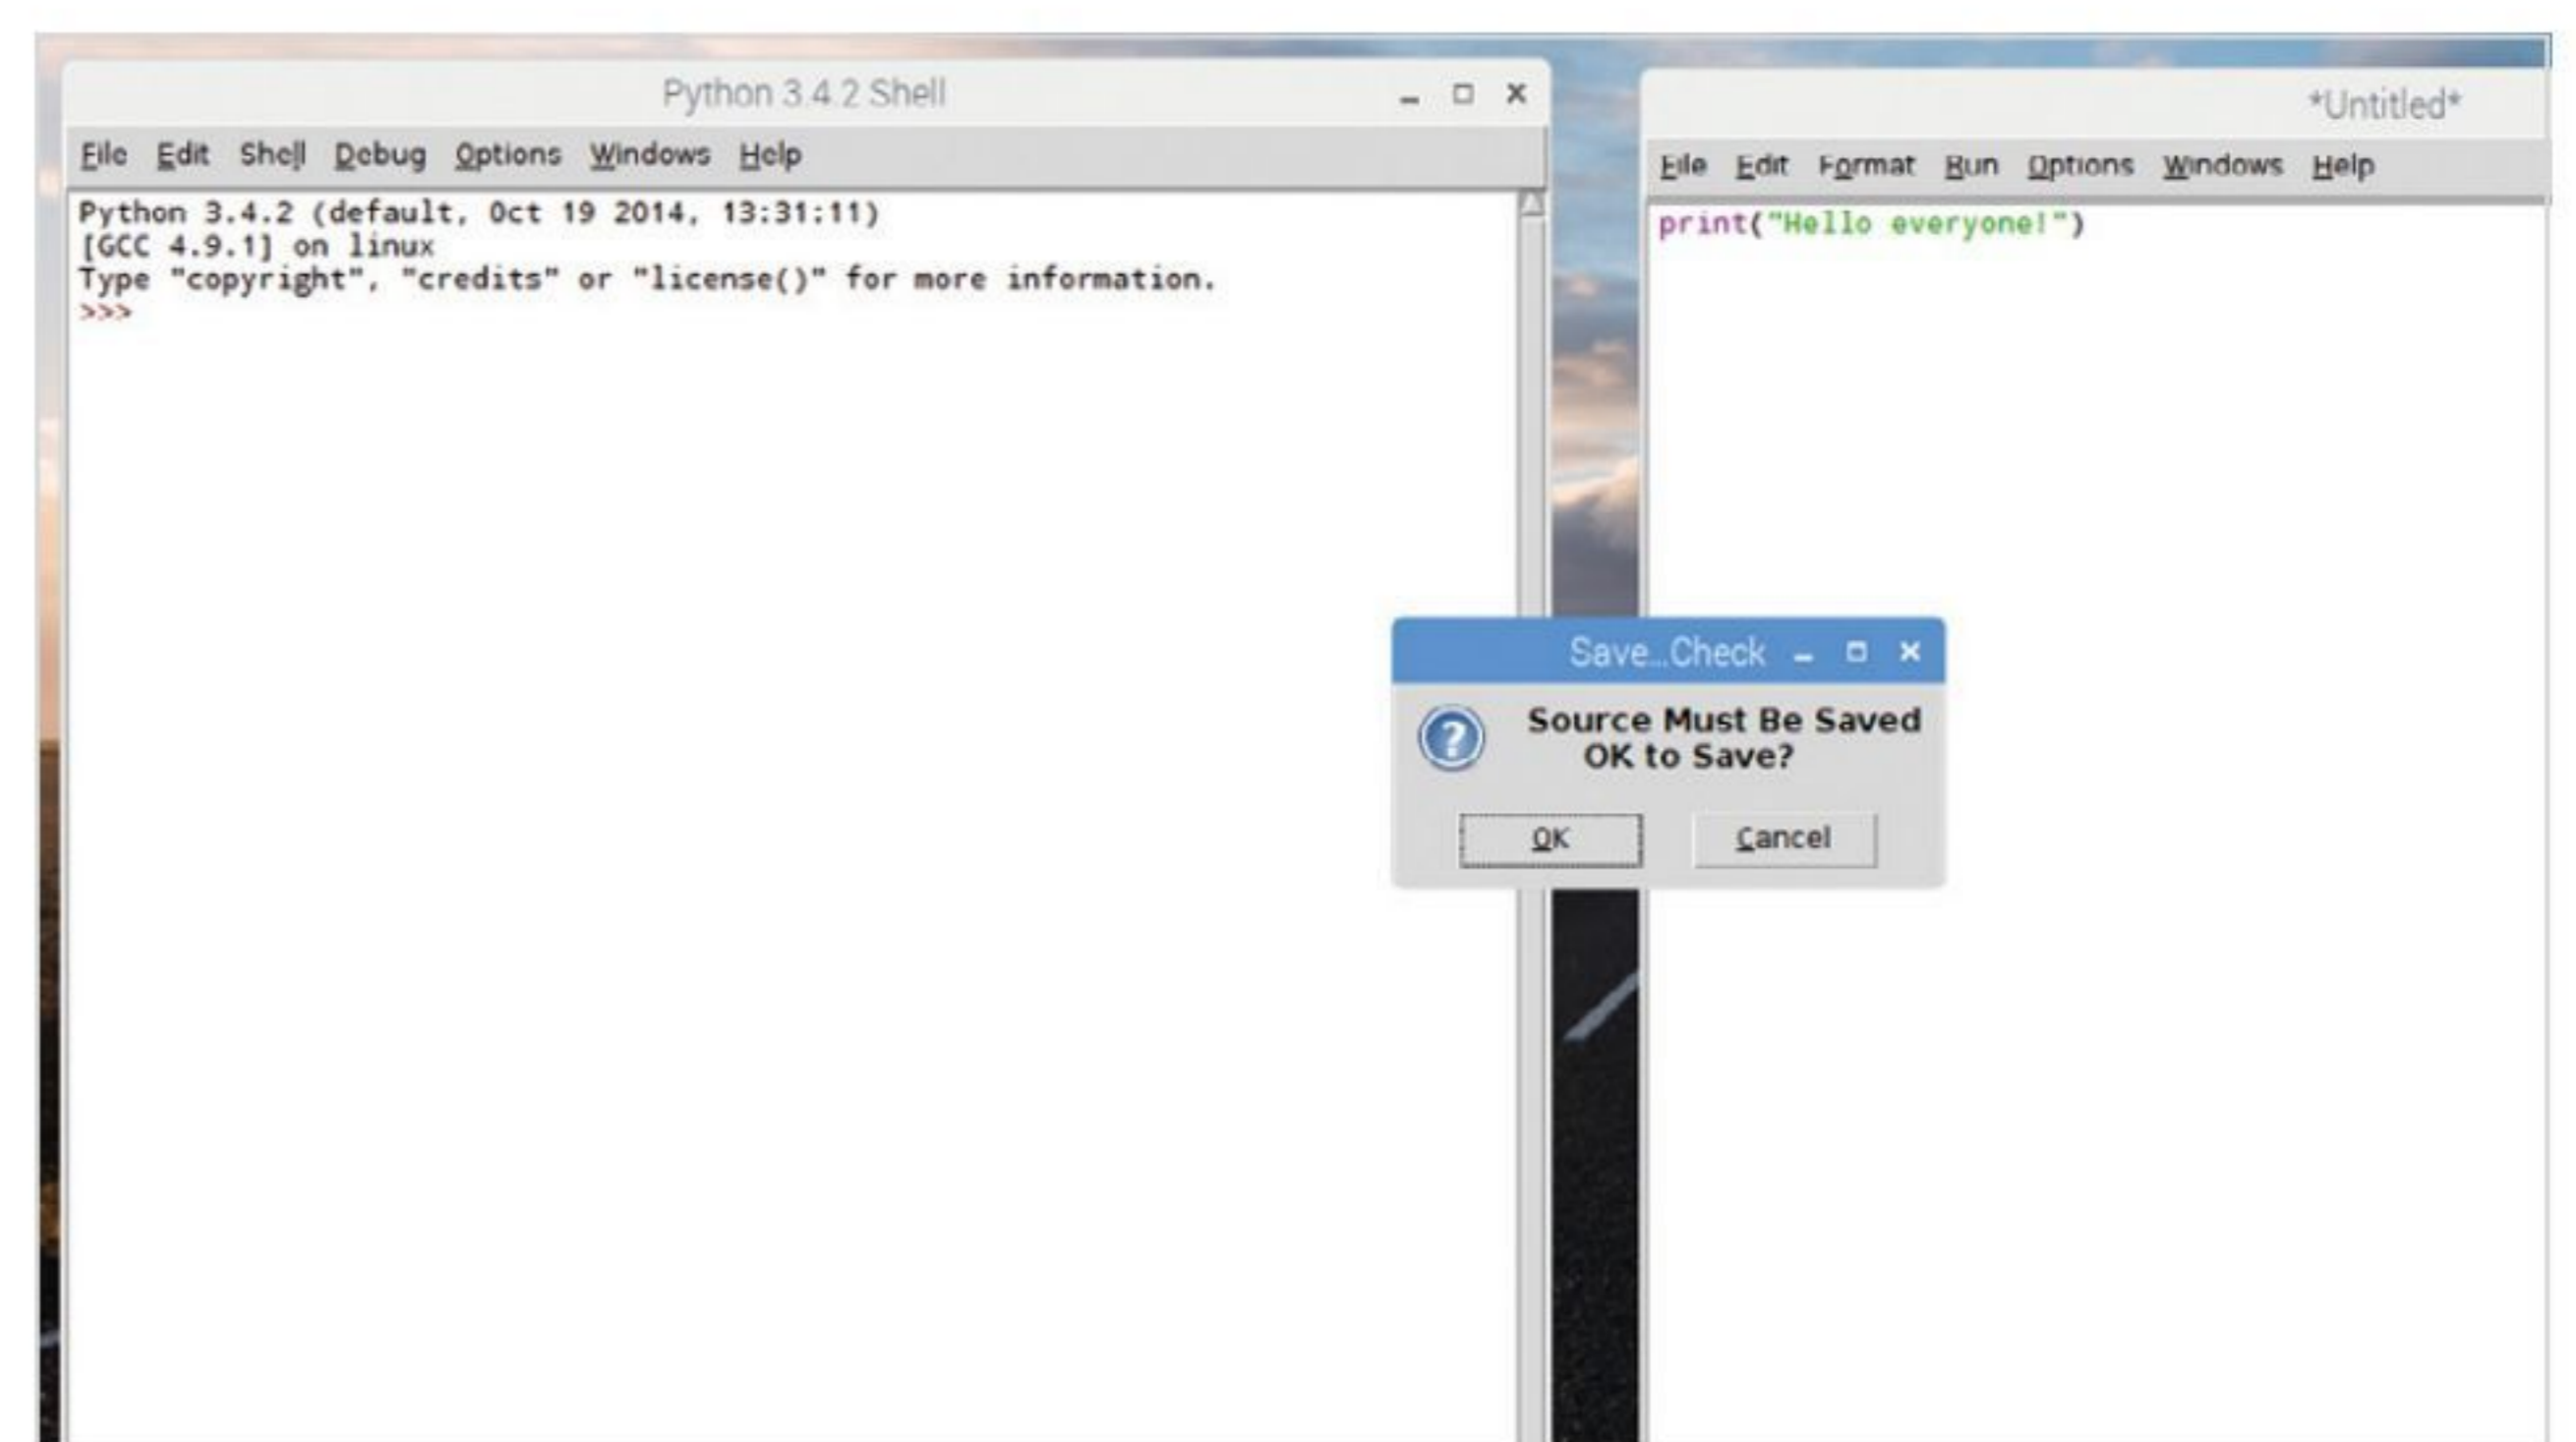 Python 3.4.2 Shell
File Edit Shell Debug Options Windows Help
Python 3.4.2 (default, Oct 19 2014, 13:31:11)
[GCC 4.9.1] on linux
Type "copyright", "credits" or "license()" for more information.
>>>
*Untitled*
File Edit Format Run Options Windows Help
print("Hello everyone!")
Save...Check
Source Must Be Saved
OK to Save?
OK Cancel